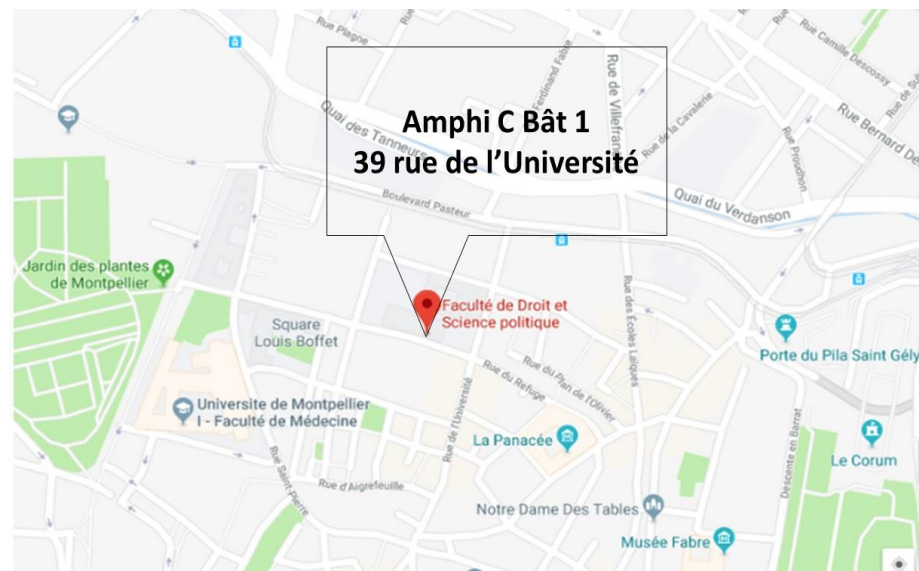 Rue Plagne
Rue Camille Descossy
Ferdinand Fabre
Rue de Villefran
Rue de la Cavalerie
Rue de Su
Rue Bernard De
Rue Proudhon
Quai des Tanneurs
Amphi C Bât 1
39 rue de l’Université
Boulevard Pasteur
Quai du Verdanson
Jardin des plantes
de Montpellier
Faculté de Droit et
Science politique
Square
Louis Boffet
Rue des Écoles Laïques
Porte du Pila Saint Gély
Rue du Plan de l'Olivier
Rue du Refuge
Rue de l'Université
Universite de Montpellier
I - Faculté de Médecine
La Panacée
Descente en Barrat
Le Corum
Rue Saint-Pierre
Rue d'Aigrefeuille
Notre Dame Des Tables
Musée Fabre